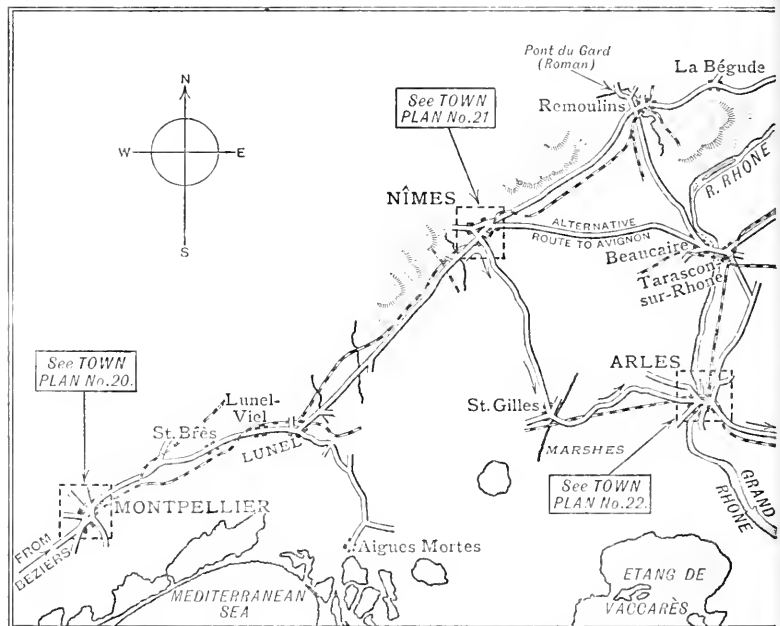 Pont du Gard
(Roman)
La Bégude
N
See TOWN
PLAN No.21
Remoulins
W
E
R. RHONE
NÎMES
S
ALTERNATIVE
ROUTE TO AVIGNON
Beaucaire
Tarascon-
sur-Rhone
See TOWN
PLAN No.20.
ARLES
Lunel-
Viel
St. Gilles
St. Brès
LUNEL
MARSHES
See TOWN
PLAN No.22.
MONTPELLIER
GRAND
RHONE
FROM
BEZIERS
Aigues Mortes
MEDITERRANEAN
SEA
ETANG DE
VACCARÈS